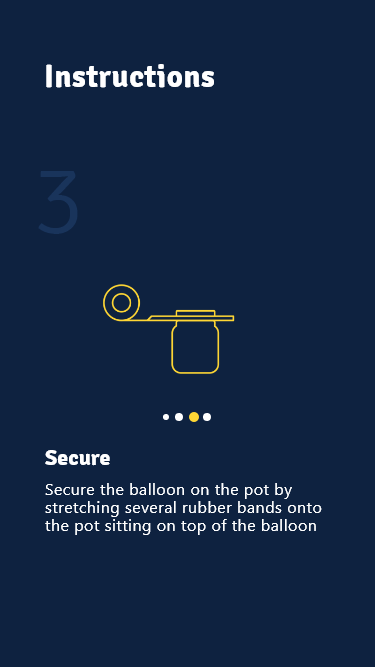 Instructions
3
Secure
Secure the balloon on the pot by
stretching several rubber bands onto
the pot sitting on top of the balloon